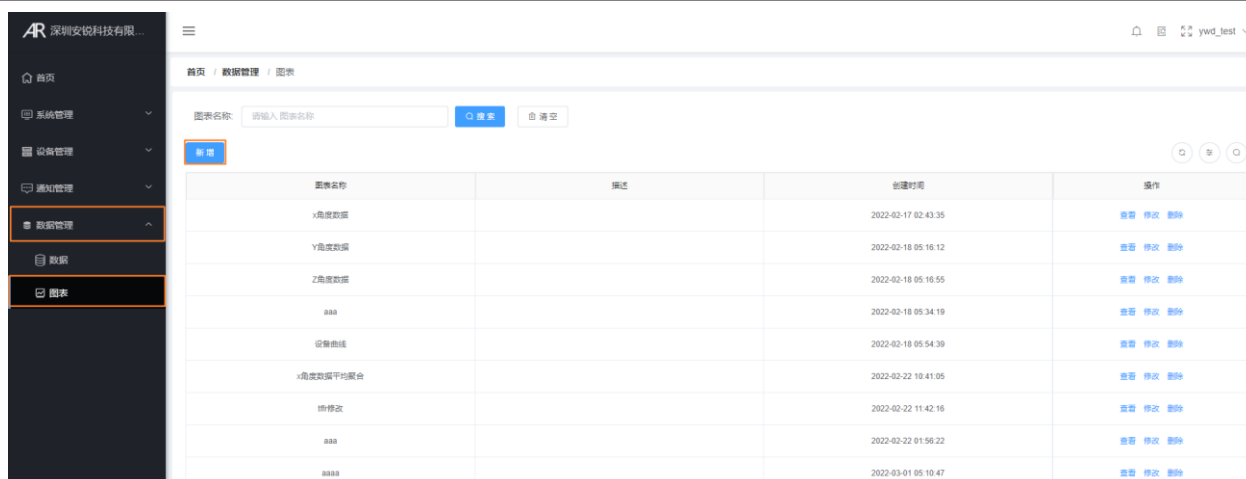 AR 深圳安锐科技有限...
ywd_test
首页
首页 / 数据管理 / 图表
系统管理
图表名称: 请输入 图表名称 搜索 清空
设备管理
新增
通知管理
图表名称 描述 创建时间 操作
x角度数据 2022-02-17 02:43:35 查看 修改 删除
数据管理
Y角度数据 2022-02-18 05:16:12 查看 修改 删除
数据
Z角度数据 2022-02-18 05:16:55 查看 修改 删除
图表
aaa 2022-02-18 05:34:19 查看 修改 删除
设备曲线 2022-02-18 05:54:39 查看 修改 删除
x角度数据平均聚合 2022-02-22 10:41:05 查看 修改 删除
修改 2022-02-22 11:42:16 查看 修改 删除
aaa 2022-02-22 01:56:22 查看 修改 删除
aaaa 2022-03-01 05:10:47 查看 修改 删除